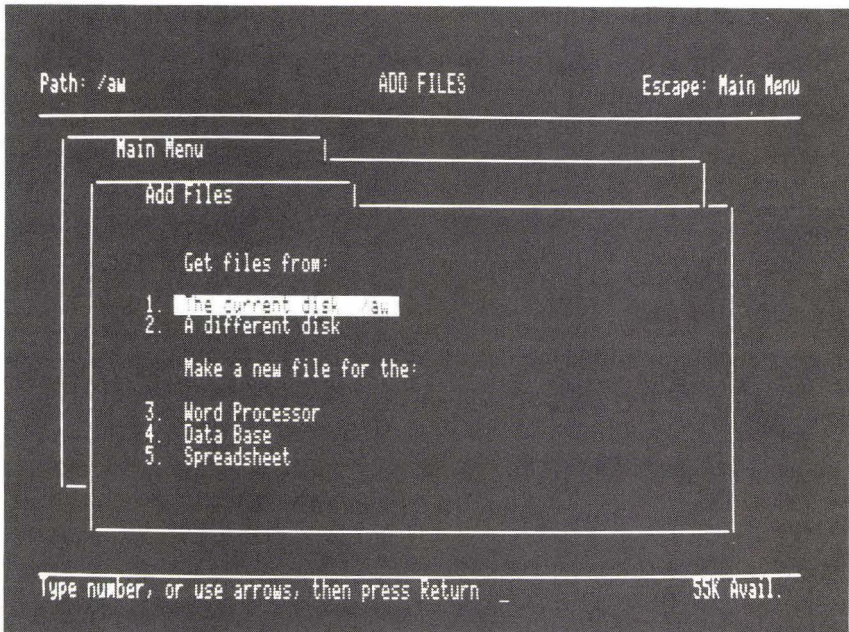 Path: /aw ADD FILES Escape: Main Menu
Main Menu
Add Files
Get files from:
1. The current disk /aw
2. A different disk
Make a new file for the:
3. Word Processor
4. Data Base
5. Spreadsheet
Type number, or use arrows, then press Return _ 55K Avail.